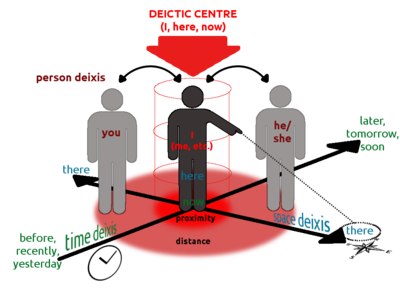 DEICTIC CENTRE
(I, here, now)
person deixis
you
I
(me, etc.)
he/
she
later,
tomorrow,
soon
there
here
now
proximity
distance
space deixis
there
time deixis
before,
recently,
yesterday